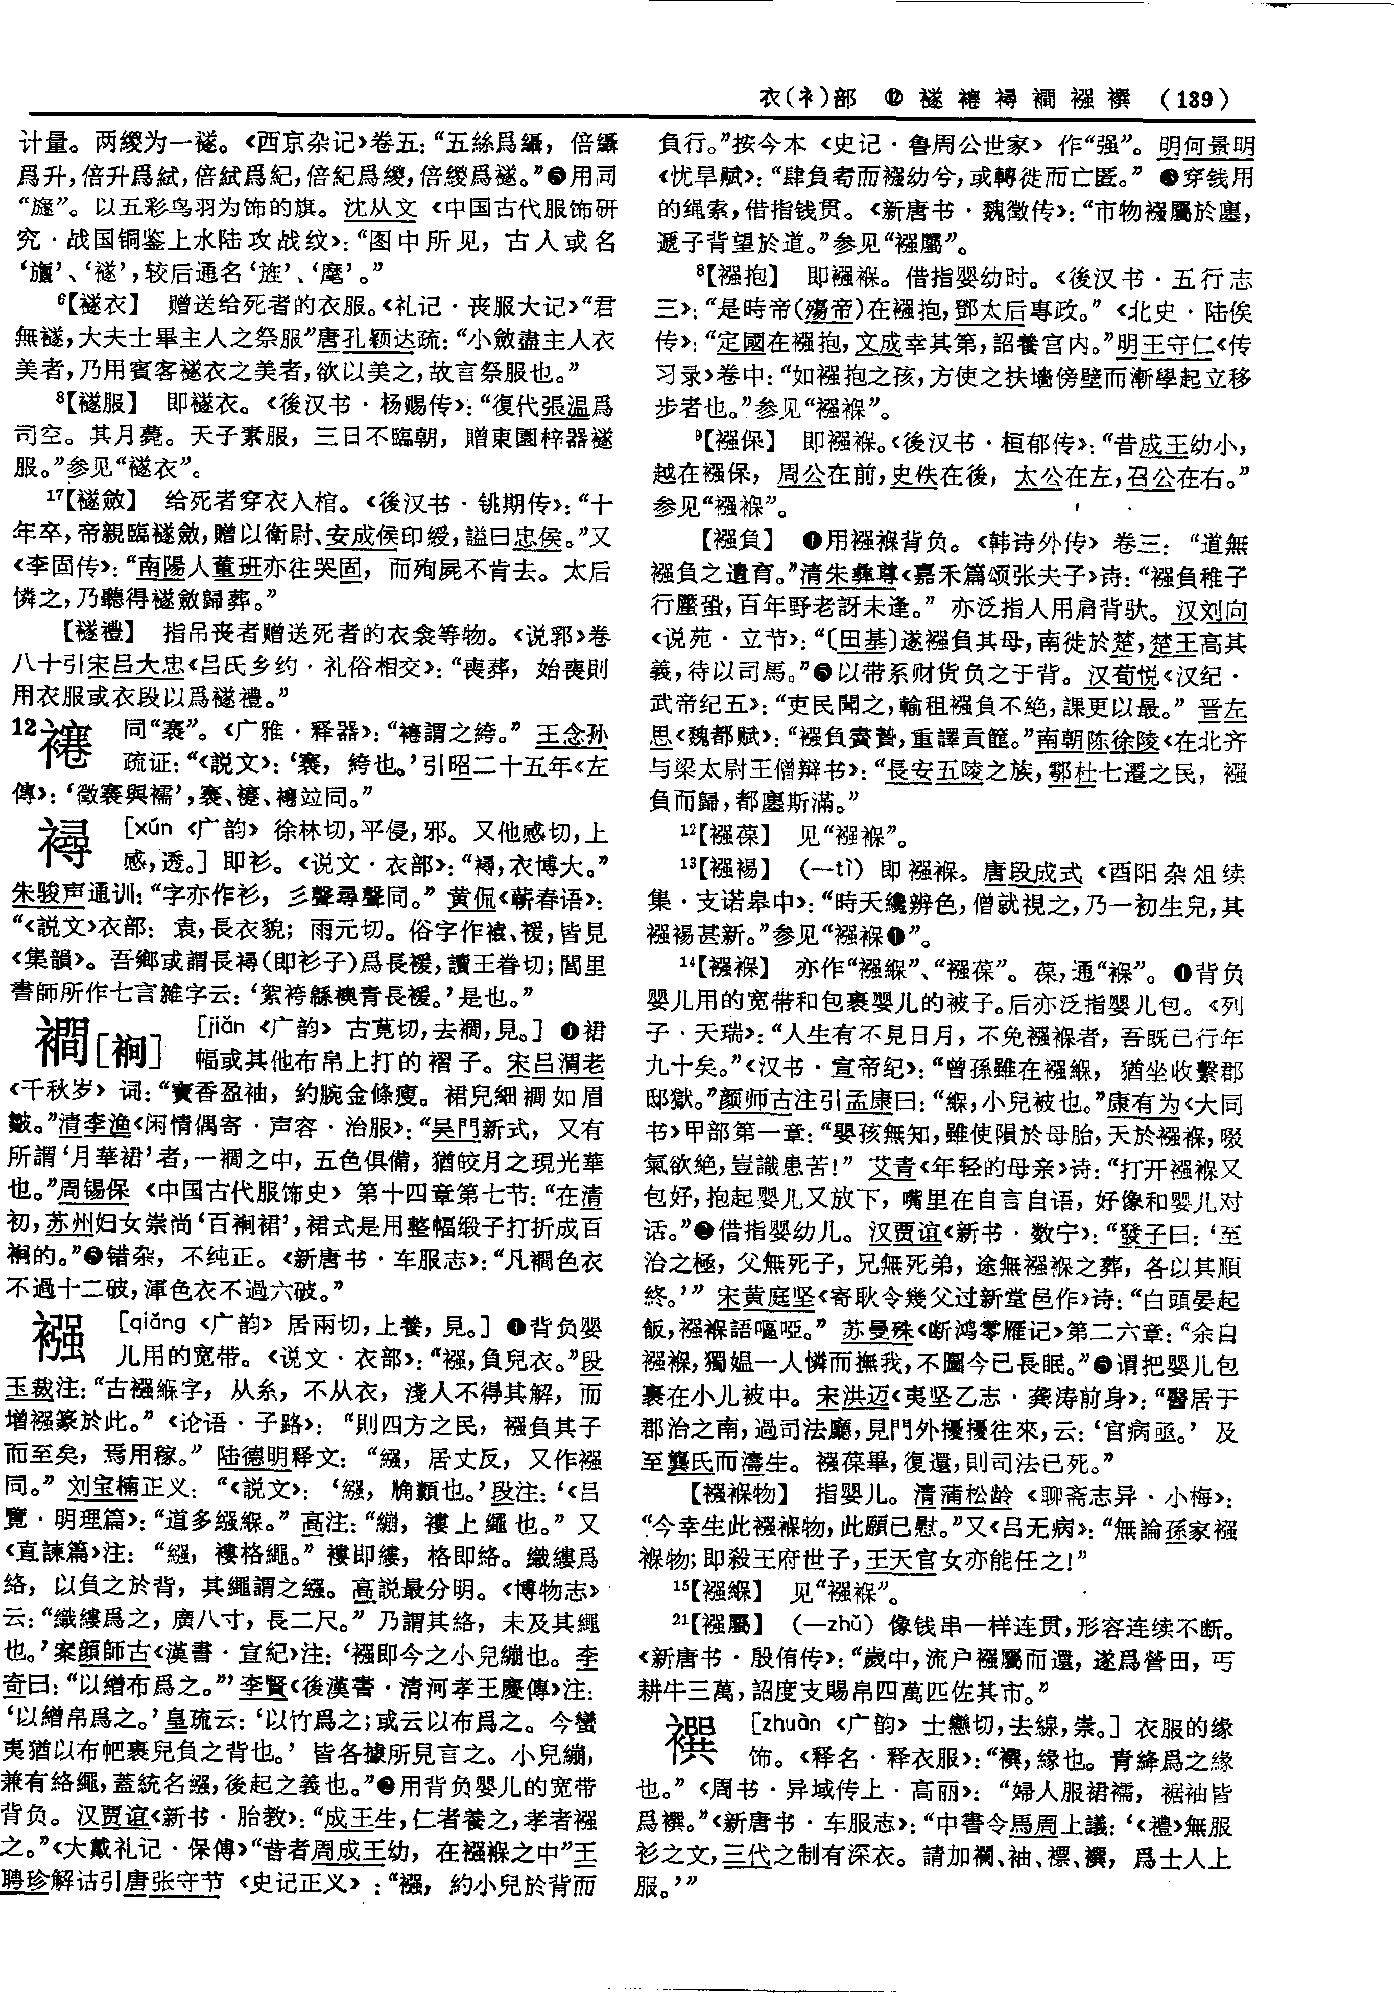 衣(衤)部 ⑫ 襚褼襑襉襁襈 (139)
计量。两緵为一襚。《西京杂记》卷五：“五絲爲䌰，倍䌰
爲升，倍升爲䋐，倍䋐爲紀，倍紀爲緵，倍緵爲襚。”❺用同
“旞”。以五彩鸟羽为饰的旗。沈从文《中国古代服饰研
究·战国铜鉴上水陆攻战纹》：“图中所见，古人或名
‘旞’、‘襚’，较后通名‘旌’、‘麾’。”
⁶【襚衣】 赠送给死者的衣服。《礼记·丧服大记》“君
無襚，大夫士畢主人之祭服”唐孔颖达疏：“小斂盡主人衣
美者，乃用賓客襚衣之美者，欲以美之，故言祭服也。”
⁸【襚服】 即襚衣。《後汉书·杨赐传》：“復代張温爲
司空。其月薨。天子素服，三日不臨朝，贈東園梓器襚
服。”参见“襚衣”。
¹⁷【襚斂】 给死者穿衣入棺。《後汉书·铫期传》：“十
年卒，帝親臨襚斂，贈以衛尉、安成侯印綬，謚曰忠侯。”又
《李固传》：“南陽人董班亦往哭固，而殉屍不肯去。太后
憐之，乃聽得襚斂歸葬。”
【襚禮】 指吊丧者赠送死者的衣衾等物。《说郛》卷
八十引宋吕大忠《吕氏乡约·礼俗相交》：“喪葬，始喪則
用衣服或衣段以爲襚禮。”
12 褼 同“褰”。《广雅·释器》：“褼謂之絝。”王念孙
疏证：“《説文》：‘褰，絝也。’引昭二十五年《左
傳》：‘徵褰與襦’，褰、褼竝同。”
襑 [xún 《广韵》徐林切，平侵，邪。又他感切，上
感，透。] 即衫。《说文·衣部》：“襑，衣博大。”
朱骏声通训：“字亦作衫，彡聲尋聲同。”黄侃《蘄春语》：
“《説文》衣部：袁，長衣貌；雨元切。俗字作褤、褑，皆見
《集韻》。吾鄉或謂長襑（即衫子）爲長褑，讀王眷切；閭里
書師所作七言雜字云：‘絮袴緜襖青長褑。’是也。”
襉[裥] [jiǎn 《广韵》古莧切，去襉，見。] ❶裙
幅或其他布帛上打的褶子。宋吕渭老
《千秋岁》词：“寶香盈袖，約腕金條瘦。裙兒細襉如眉
皺。”清李渔《闲情偶寄·声容·治服》：“吴門新式，又有
所謂‘月華裙’者，一襉之中，五色俱備，猶皎月之現光華
也。”周锡保《中国古代服饰史》第十四章第七节：“在清
初，苏州妇女崇尚‘百裥裙’，裙式是用整幅缎子打折成百
裥的。”❷错杂，不纯正。《新唐书·车服志》：“凡襉色衣
不過十二破，渾色衣不過六破。”
襁 [qiǎng 《广韵》居兩切，上養，見。] ❶背负婴
儿用的宽带。《说文·衣部》：“襁，負兒衣。”段
玉裁注：“古襁緥字，从糸，不从衣，淺人不得其解，而
增襁篆於此。”《论语·子路》：“則四方之民，襁負其子
而至矣，焉用稼。”陆德明释文：“繈，居丈反，又作襁
同。”刘宝楠正义：“《説文》：‘繈，觕纇也。’段注：‘《吕
覽·明理篇》：“道多繈緥。”高注：“繈，褸上繩也。”又
《直諫篇》注：“繈，褸格繩。”褸即縷，格即絡。織縷爲
絡，以負之於背，其繩謂之繈。高説最分明。《博物志》
云：“織縷爲之，廣八寸，長二尺。”乃謂其絡，未及其繩
也。’案顔師古《漢書·宣紀》注：‘襁即今之小兒繃也。李
奇曰：“以繒布爲之。”’李賢《後漢書·清河孝王慶傳》注：
‘以繒帛爲之。’皇疏云：‘以竹爲之；或云以布爲之。今蠻
夷猶以布帊裹兒負之背也。’皆各據所見言之。小兒繃，
兼有絡繩，蓋統名繈，後起之義也。”❷用背负婴儿的宽带
背负。汉贾谊《新书·胎教》：“成王生，仁者養之，孝者襁
之。”《大戴礼记·保傅》“昔者周成王幼，在襁褓之中”王
聘珍解诂引唐张守节《史记正义》：“襁，約小兒於背而
負行。”按今本《史记·鲁周公世家》作“强”。明何景明
《忧旱赋》：“肆負耇而襁幼兮，或轉徙而亡匿。”❸穿钱用
的绳索，借指钱贯。《新唐书·魏徵传》：“市物襁屬於廛，
遞子背望於道。”参见“襁屬”。
⁸【襁抱】 即襁褓。借指婴幼时。《後汉书·五行志
三》：“是時帝（殤帝）在襁抱，鄧太后專政。”《北史·陆俟
传》：“定國在襁抱，文成幸其第，詔養宫内。”明王守仁《传
习录》卷中：“如襁抱之孩，方使之扶墻傍壁而漸學起立移
步者也。”参见“襁褓”。
⁹【襁保】 即襁褓。《後汉书·桓郁传》：“昔成王幼小，
越在襁保，周公在前，史佚在後，太公在左，召公在右。”
参见“襁褓”。
【襁負】 ❶用襁褓背负。《韩诗外传》卷三：“道無
襁負之遺育。”清朱彝尊《嘉禾篇颂张夫子》诗：“襁負稚子
行蹷蛩，百年野老訝未逢。”亦泛指人用肩背驮。汉刘向
《说苑·立节》：“〔田基〕遂襁負其母，南徙於楚，楚王高其
義，待以司馬。”❷以带系财货负之于背。汉荀悦《汉纪·
武帝纪五》：“吏民聞之，輸租襁負不绝，課更以最。”晋左
思《魏都赋》：“襁負賮贄，重譯貢篚。”南朝陈徐陵《在北齐
与梁太尉王僧辩书》：“長安五陵之族，鄠杜七遷之民，襁
負而歸，都廛斯滿。”
¹²【襁葆】 见“襁褓”。
¹³【襁裼】 （一tì）即襁褓。唐段成式《酉阳杂俎续
集·支诺皋中》：“時天纔辨色，僧就視之，乃一初生兒，其
襁裼甚新。”参见“襁褓❶”。
¹⁴【襁褓】 亦作“襁緥”、“襁葆”。葆，通“褓”。❶背负
婴儿用的宽带和包裹婴儿的被子。后亦泛指婴儿包。《列
子·天瑞》：“人生有不見日月，不免襁褓者，吾既已行年
九十矣。”《汉书·宣帝纪》：“曾孫雖在襁緥，猶坐收繫郡
邸獄。”颜师古注引孟康曰：“緥，小兒被也。”康有为《大同
书》甲部第一章：“嬰孩無知，雖使隕於母胎，夭於襁褓，啜
氣欲絶，豈識患苦！”艾青《年轻的母亲》诗：“打开襁褓又
包好，抱起婴儿又放下，嘴里在自言自语，好像和婴儿对
话。”❷借指婴幼儿。汉贾谊《新书·数宁》：“發子曰：‘至
治之極，父無死子，兄無死弟，途無襁褓之葬，各以其順
終。’”宋黄庭坚《寄耿令幾父过新堂邑作》诗：“白頭晏起
飯，襁褓語嘔啞。”苏曼殊《断鸿零雁记》第二六章：“余自
襁褓，獨媪一人憐而撫我，不圖今已長眠。”❸谓把婴儿包
裹在小儿被中。宋洪迈《夷坚乙志·龚涛前身》：“醫居于
郡治之南，過司法廳，見門外擾擾往來，云：‘官病亟。’及
至龔氏而濤生。襁葆畢，復還，則司法已死。”
【襁褓物】 指婴儿。清蒲松龄《聊斋志异·小梅》：
“今幸生此襁褓物，此願已慰。”又《吕无病》：“無論孫家襁
褓物；即殺王府世子，王天官女亦能任之！”
¹⁵【襁緥】 见“襁褓”。
²¹【襁屬】 （一zhǔ）像钱串一样连贯，形容连续不断。
《新唐书·殷侑传》：“歲中，流户襁屬而還，遂爲營田，丐
耕牛三萬，詔度支賜帛四萬匹佐其市。”
襈 [zhuàn 《广韵》士戀切，去線，崇。] 衣服的缘
饰。《释名·释衣服》：“襈，緣也。青絳爲之緣
也。”《周书·异域传上·高丽》：“婦人服裙襦，裾袖皆
爲襈。”《新唐书·车服志》：“中書令馬周上議：‘《禮》無服
衫之文，三代之制有深衣。請加襴、袖、褾、襈，爲士人上
服。’”